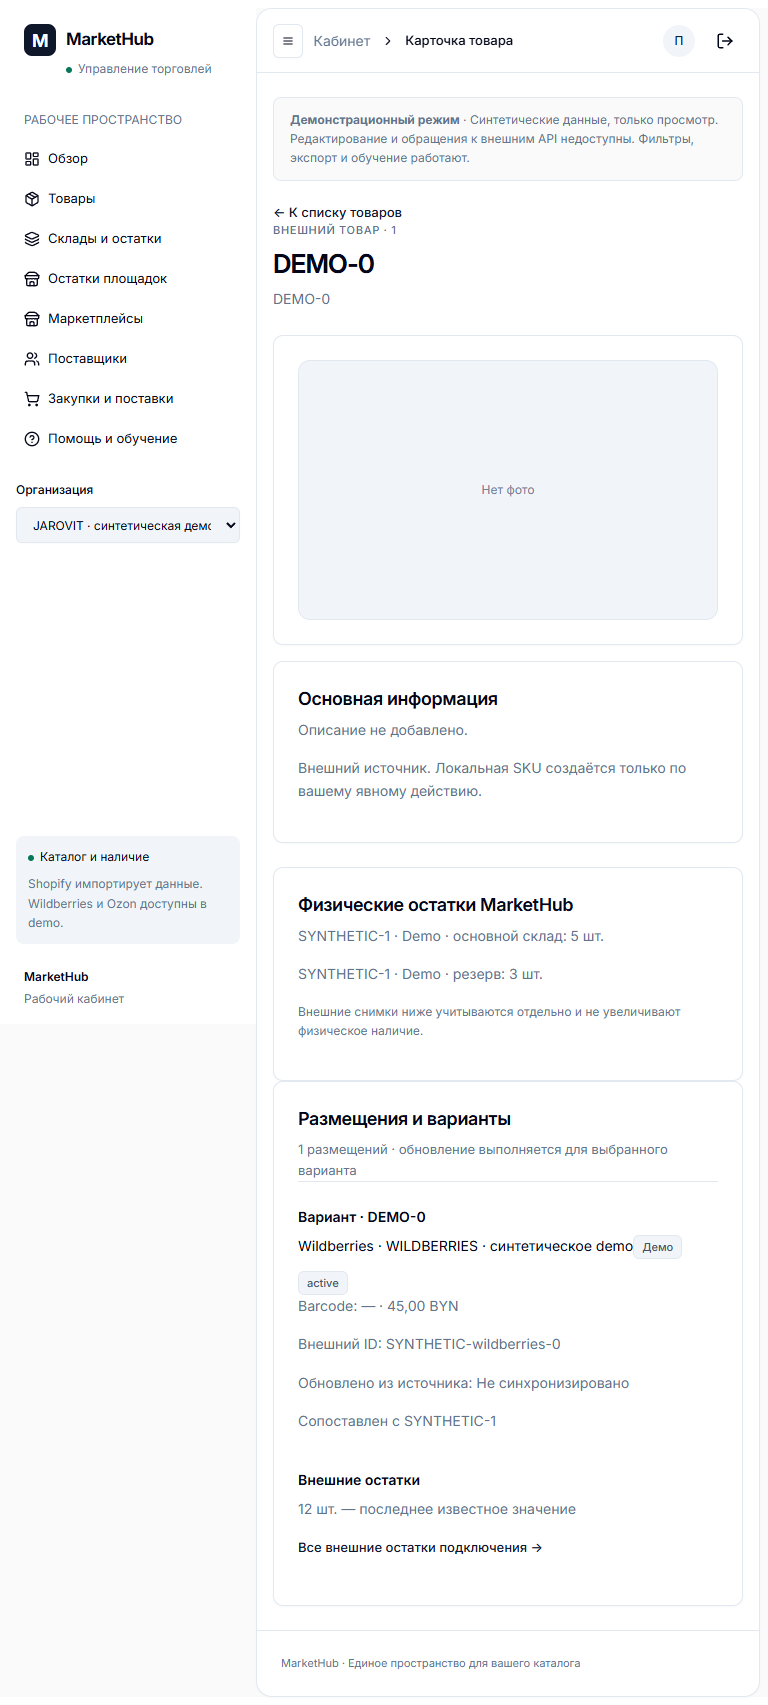 M MarketHub
Управление торговлей
РАБОЧЕЕ ПРОСТРАНСТВО
Обзор
Товары
Склады и остатки
Остатки площадок
Маркетплейсы
Поставщики
Закупки и поставки
Помощь и обучение
Организация
JAROVIT · синтетическая демо
Каталог и наличие
Shopify импортирует данные.
Wildberries и Ozon доступны в
demo.
MarketHub
Рабочий кабинет
Кабинет > Карточка товара
П
Демонстрационный режим · Синтетические данные, только просмотр.
Редактирование и обращения к внешним API недоступны. Фильтры,
экспорт и обучение работают.
← К списку товаров
ВНЕШНИЙ ТОВАР · 1
DEMO-0
DEMO-0
Нет фото
Основная информация
Описание не добавлено.
Внешний источник. Локальная SKU создаётся только по
вашему явному действию.
Физические остатки MarketHub
SYNTHETIC-1 · Demo · основной склад: 5 шт.
SYNTHETIC-1 · Demo · резерв: 3 шт.
Внешние снимки ниже учитываются отдельно и не увеличивают
физическое наличие.
Размещения и варианты
1 размещений · обновление выполняется для выбранного
варианта
Вариант · DEMO-0
Wildberries · WILDBERRIES · синтетическое demo Демо
active
Barcode: — · 45,00 BYN
Внешний ID: SYNTHETIC-wildberries-0
Обновлено из источника: Не синхронизировано
Сопоставлен с SYNTHETIC-1
Внешние остатки
12 шт. — последнее известное значение
Все внешние остатки подключения →
MarketHub · Единое пространство для вашего каталога